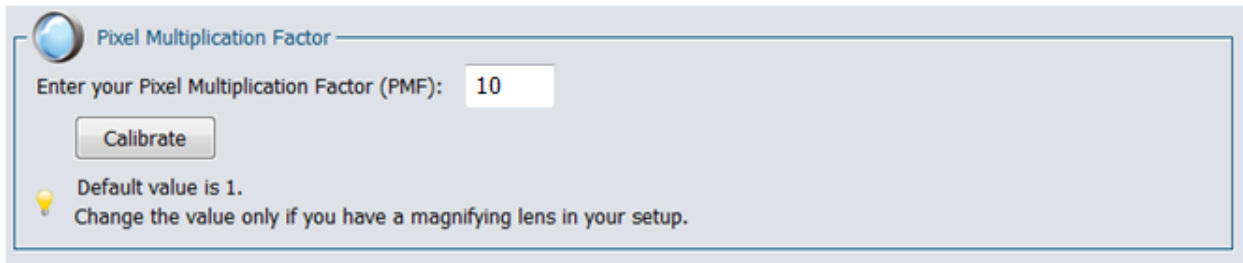 Pixel Multiplication Factor
Enter your Pixel Multiplication Factor (PMF): 10
Calibrate
Default value is 1.
Change the value only if you have a magnifying lens in your setup.